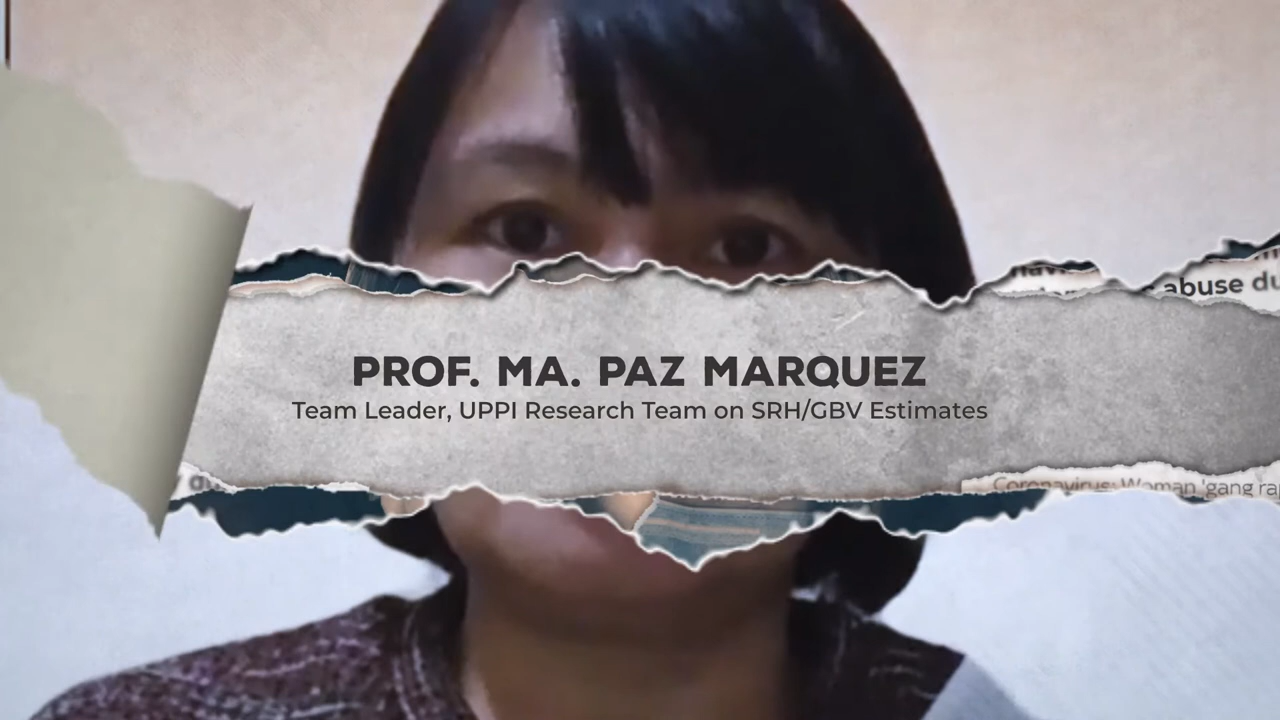 abuse du
PROF. MA. PAZ MARQUEZ
Team Leader, UPPI Research Team on SRH/GBV Estimates
Coronavirus: Woman 'gang rap